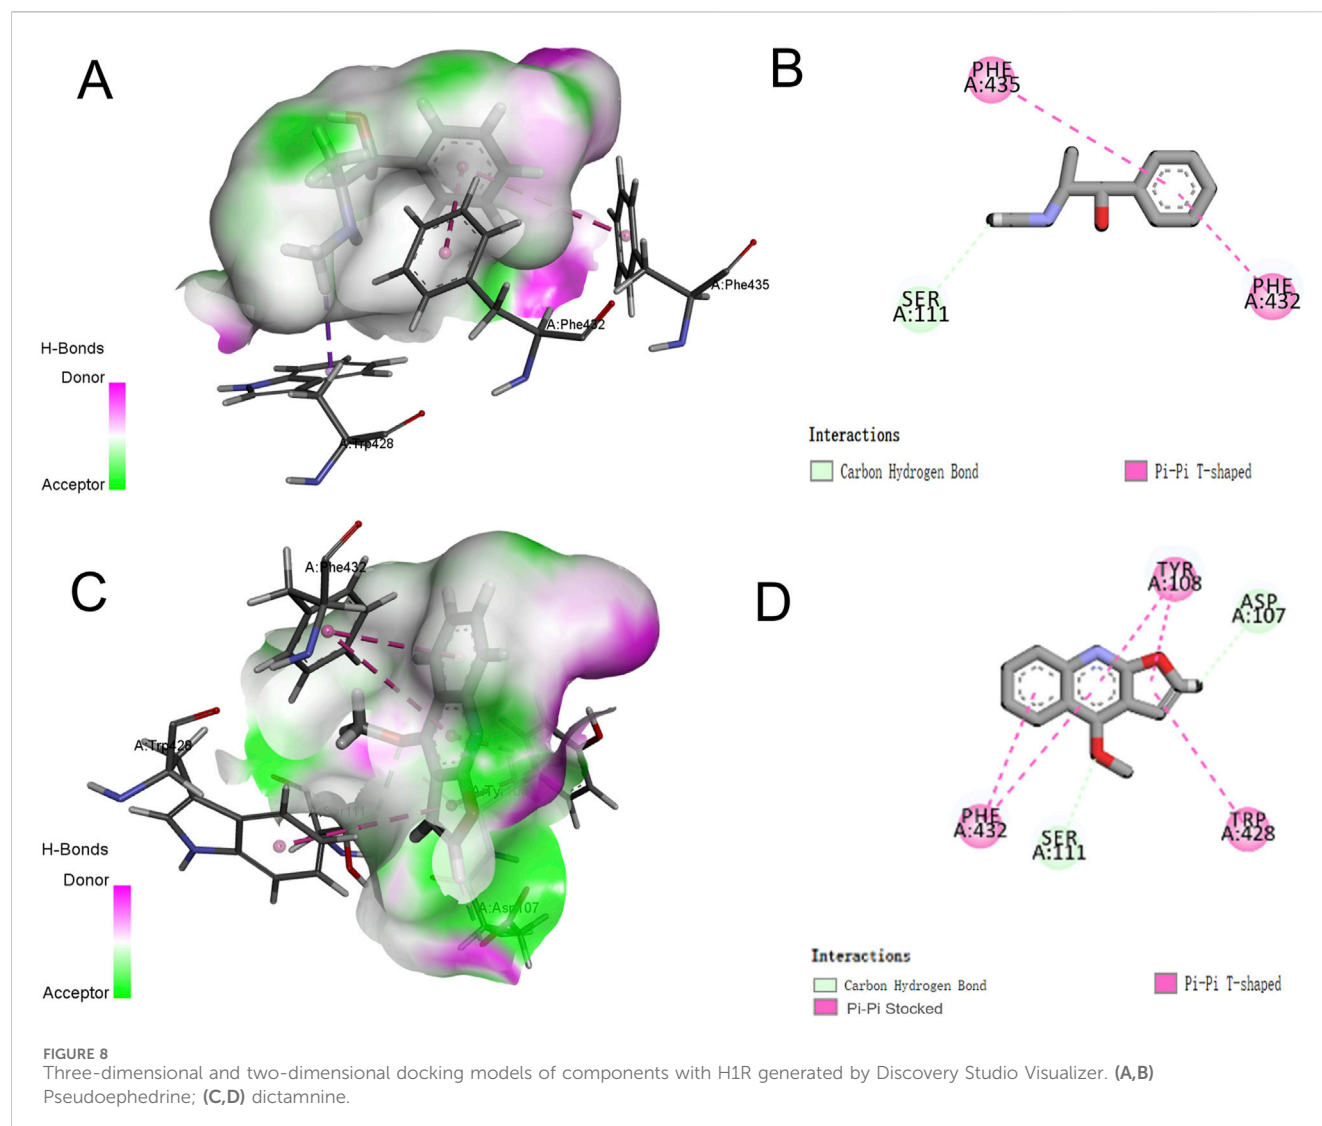 A
A:Phe435
A:Phe432
A:Trp428
H-Bonds
Donor
Acceptor
B
PHE
A:435
SER
A:111
PHE
A:432
Interactions
Carbon Hydrogen Bond
Pi-Pi T-shaped
C
A:Phe432
A:Trp428
A:Asn107
H-Bonds
Donor
Acceptor
D
TYR
A:108
ASP
A:107
PHE
A:432
SER
A:111
TRP
A:428
Interactions
Carbon Hydrogen Bond
Pi-Pi Stocked
Pi-Pi T-shaped
FIGURE 8
Three-dimensional and two-dimensional docking models of components with H1R generated by Discovery Studio Visualizer. (A,B)
Pseudoephedrine; (C,D) dictamnine.